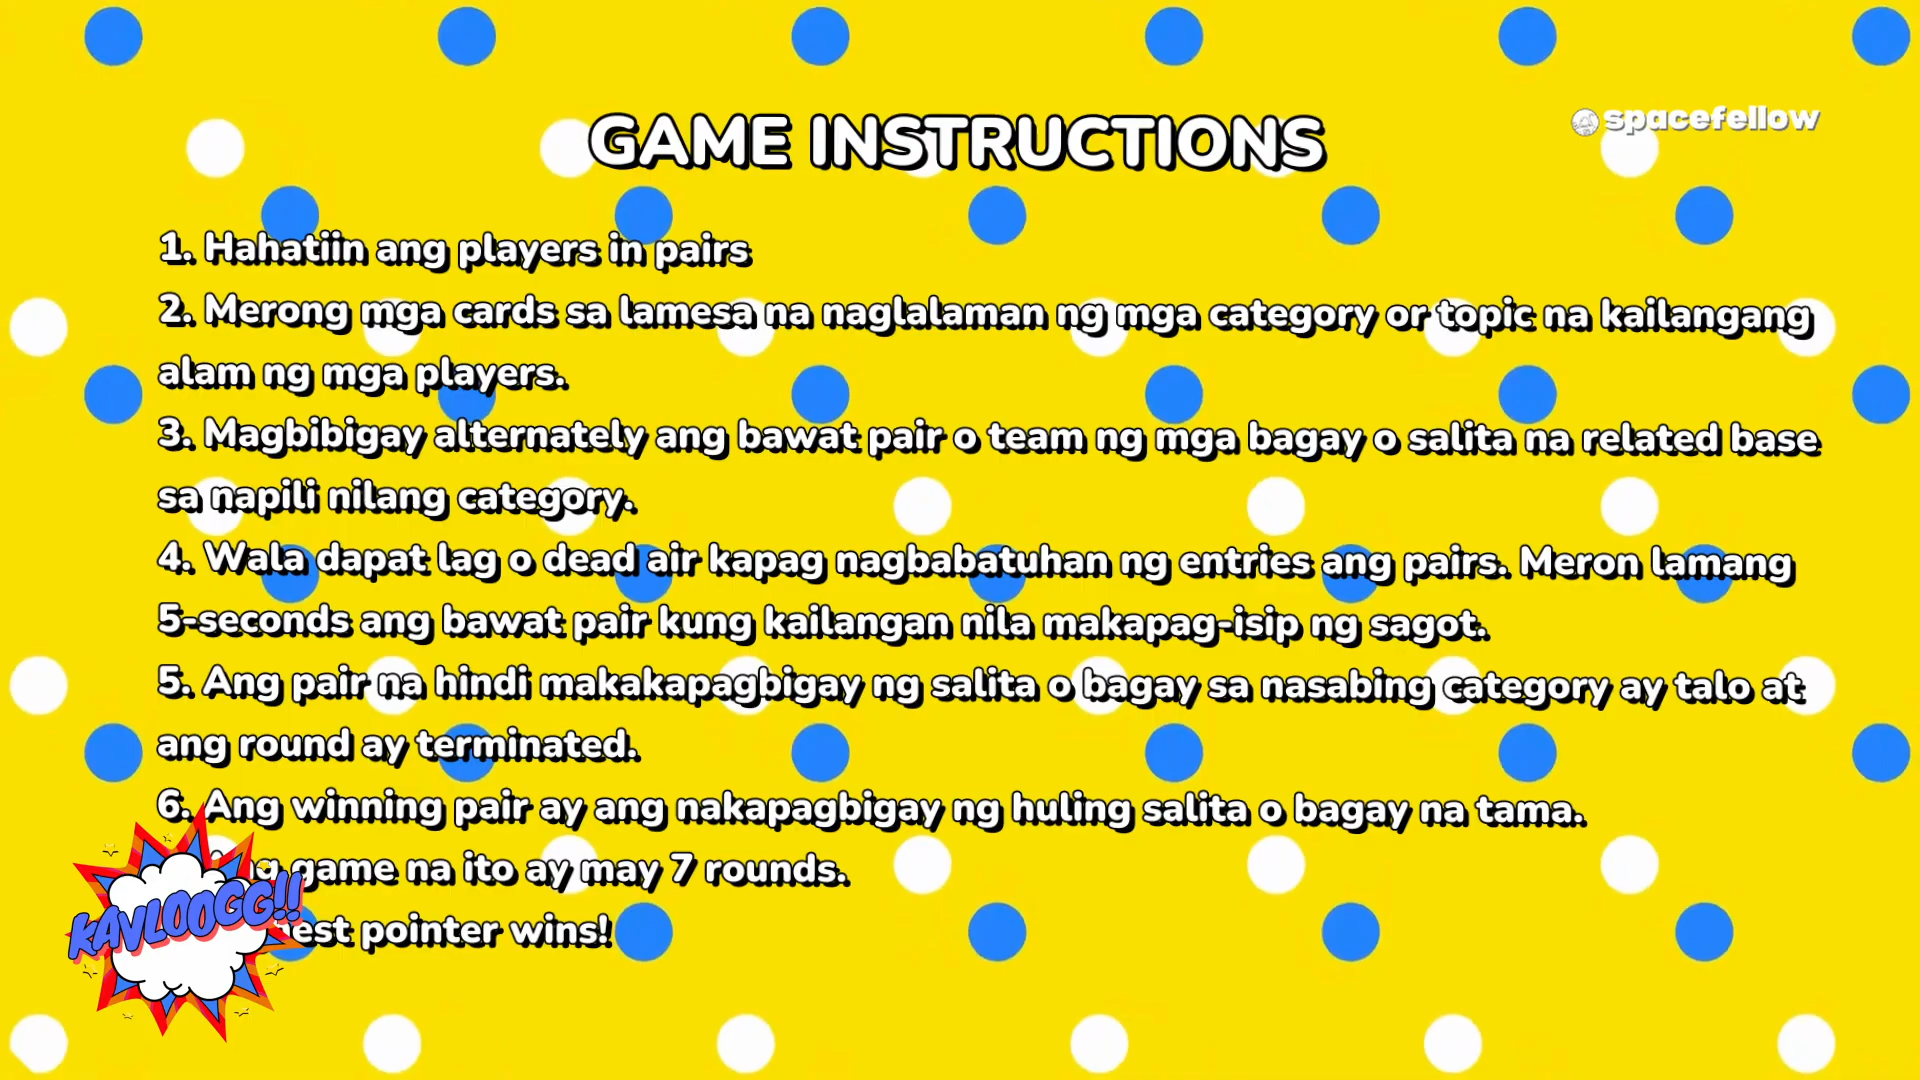 GAME INSTRUCTIONS
spacefellow
1. Hahatiin ang players in pairs
2. Merong mga cards sa lamesa na naglalaman ng mga category or topic na kailangang
alam ng mga players.
3. Magbibigay alternately ang bawat pair o team ng mga bagay o salita na related base
sa napili nilang category.
4. Wala dapat lag o dead air kapag nagbabatuhan ng entries ang pairs. Meron lamang
5-seconds ang bawat pair kung kailangan nila makapag-isip ng sagot.
5. Ang pair na hindi makakapagbigay ng salita o bagay sa nasabing category ay talo at
ang round ay terminated.
6. Ang winning pair ay ang nakapagbigay ng huling salita o bagay na tama.
game na ito ay may 7 rounds.
pointer wins!
KAVLOOGG!!